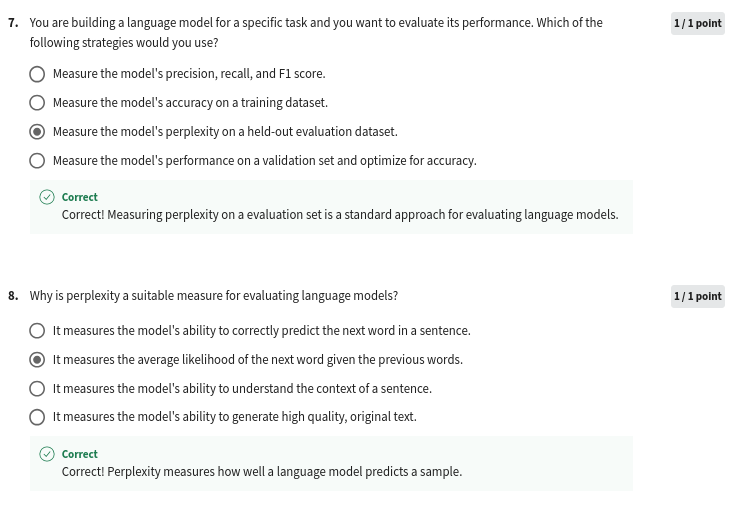 7. You are building a language model for a specific task and you want to evaluate its performance. Which of the
1 / 1 point
following strategies would you use?
Measure the model's precision, recall, and F1 score.
Measure the model's accuracy on a training dataset.
Measure the model's perplexity on a held-out evaluation dataset.
Measure the model's performance on a validation set and optimize for accuracy.
Correct
Correct! Measuring perplexity on a evaluation set is a standard approach for evaluating language models.
8. Why is perplexity a suitable measure for evaluating language models?
1 / 1 point
It measures the model's ability to correctly predict the next word in a sentence.
It measures the average likelihood of the next word given the previous words.
It measures the model's ability to understand the context of a sentence.
It measures the model's ability to generate high quality, original text.
Correct
Correct! Perplexity measures how well a language model predicts a sample.